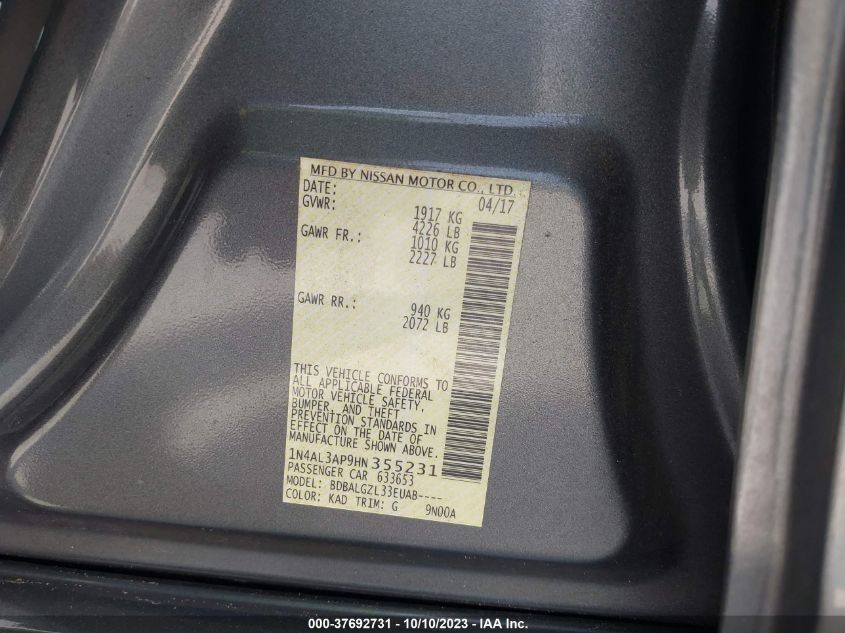 MFD BY NISSAN MOTOR CO., LTD.
DATE: 04/17
GVWR: 1917 KG
4226 LB
GAWR FR.: 1010 KG
2227 LB
GAWR RR.: 940 KG
2072 LB
THIS VEHICLE CONFORMS TO
ALL APPLICABLE FEDERAL
MOTOR VEHICLE SAFETY,
BUMPER, AND THEFT
PREVENTION STANDARDS IN
EFFECT ON THE DATE OF
MANUFACTURE SHOWN ABOVE.
1N4AL3AP9HN355231
PASSENGER CAR 633653
MODEL: BDBALGZL33EUAB----
COLOR: KAD TRIM: G 9N00A
000-37692731 - 10/10/2023 - IAA Inc.